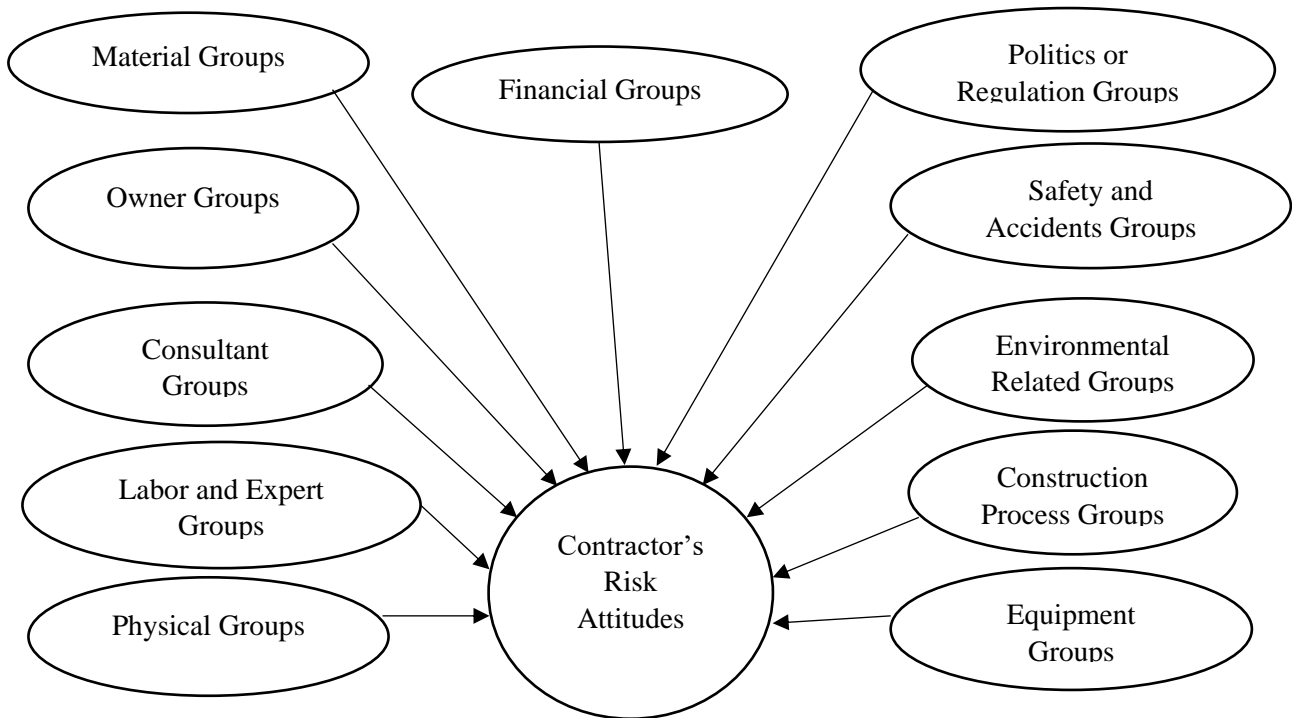 Material Groups
Financial Groups
Politics or
Regulation Groups
Owner Groups
Safety and
Accidents Groups
Consultant
Groups
Environmental
Related Groups
Labor and Expert
Groups
Construction
Process Groups
Contractor’s
Risk
Attitudes
Physical Groups
Equipment
Groups